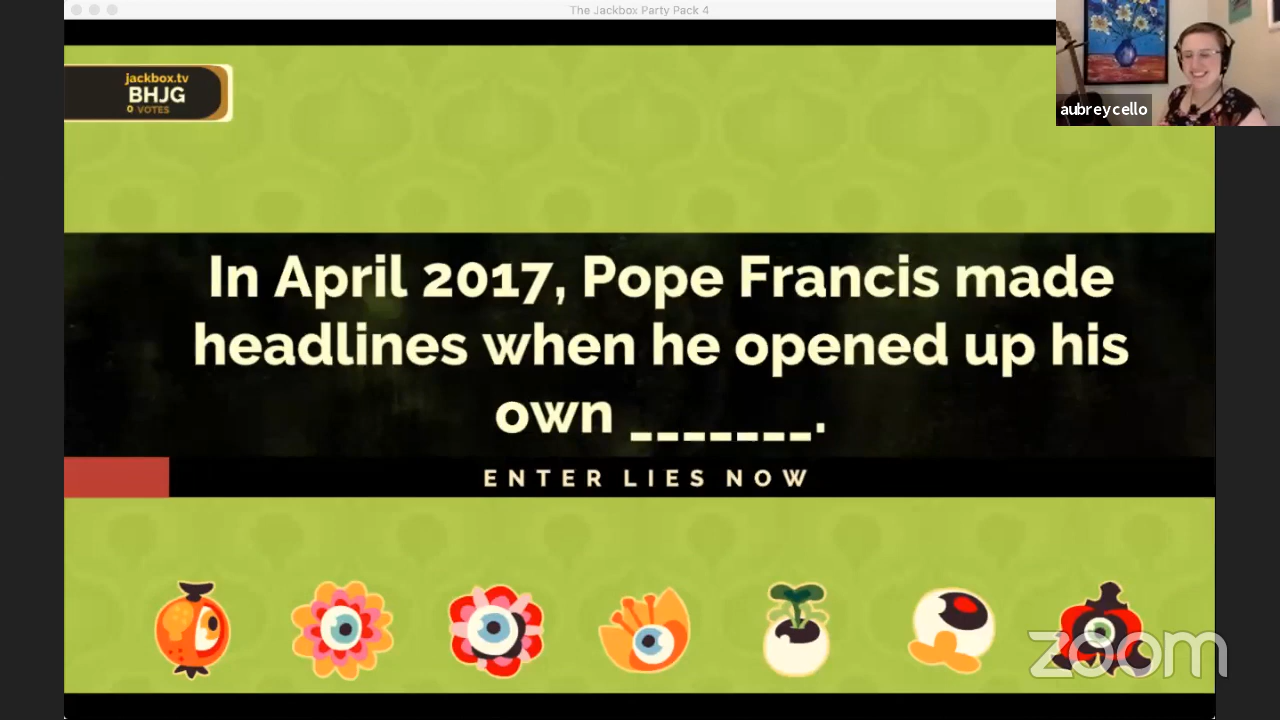 The Jackbox Party Pack 4
jackbox.tv
BHJG
0 VOTES
aubreycello
In April 2017, Pope Francis made
headlines when he opened up his
own _______.
ENTER LIES NOW
zoom